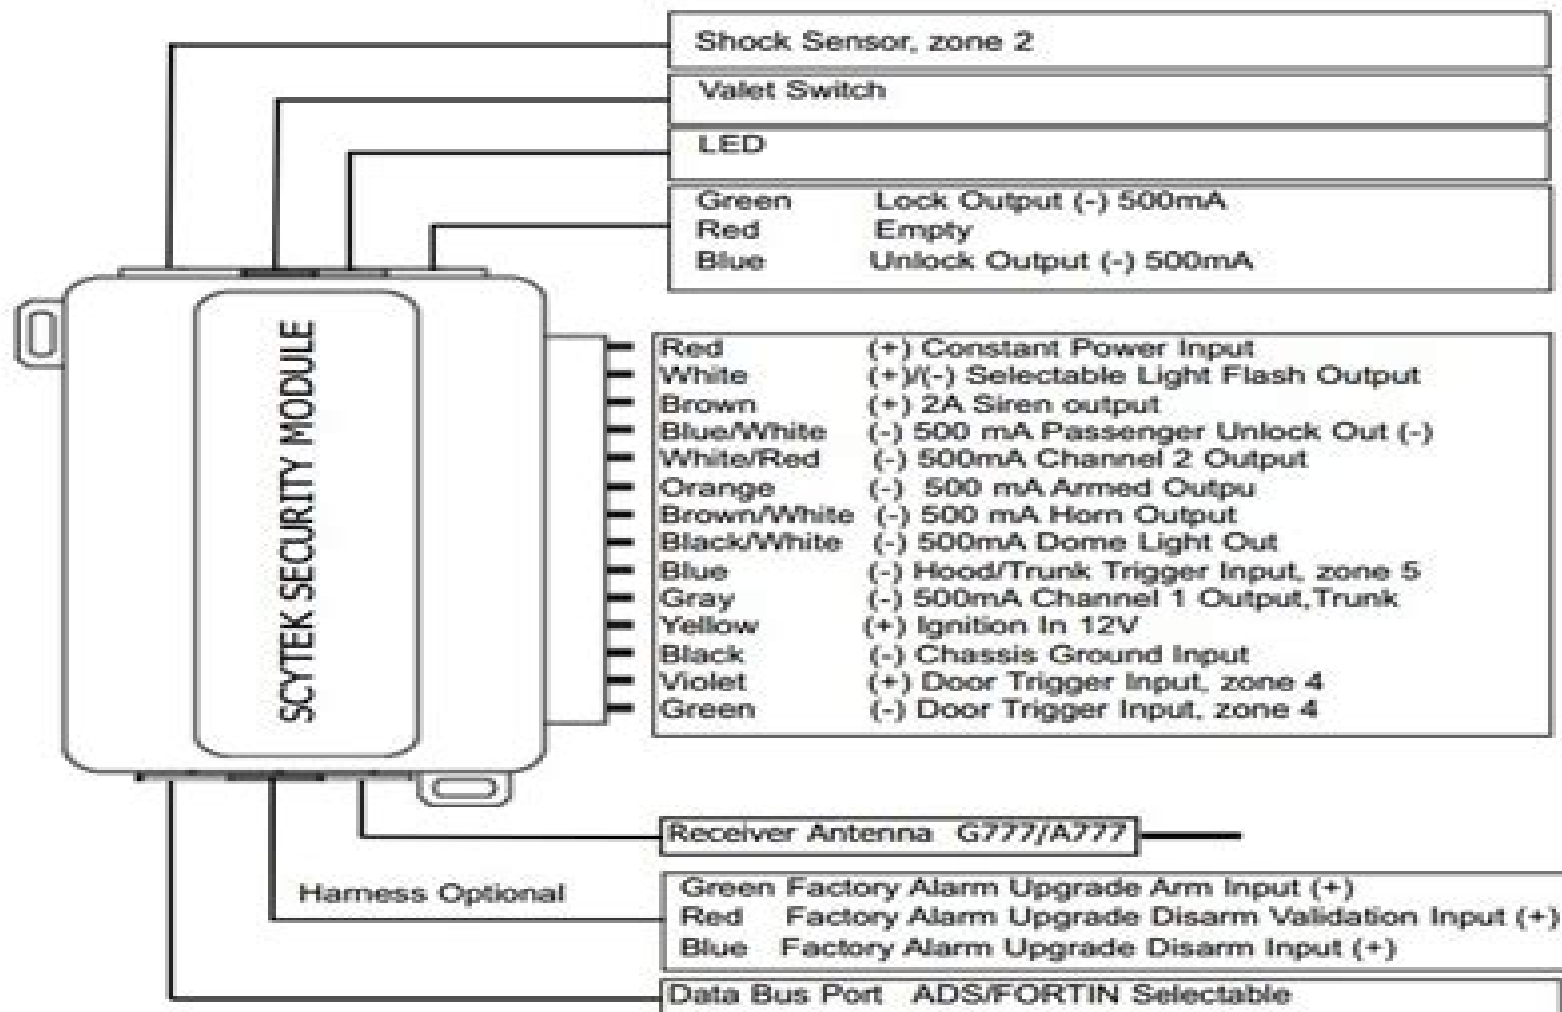 Shock Sensor, zone 2
Valet Switch
LED
Green Lock Output (-) 500mA
Red Empty
Blue Unlock Output (-) 500mA
SCYTEK SECURITY MODULE
Red (+) Constant Power Input
White (+)/(-) Selectable Light Flash Output
Brown (+) 2A Siren output
Blue/White (-) 500 mA Passenger Unlock Out (-)
White/Red (-) 500mA Channel 2 Output
Orange (-) 500 mA Armed Outpu
Brown/White (-) 500 mA Horn Output
Black/White (-) 500mA Dome Light Out
Blue (-) Hood/Trunk Trigger Input, zone 5
Gray (-) 500mA Channel 1 Output,Trunk
Yellow (+) Ignition In 12V
Black (-) Chassis Ground Input
Violet (+) Door Trigger Input, zone 4
Green (-) Door Trigger Input, zone 4
Receiver Antenna G777/A777
Harness Optional
Green Factory Alarm Upgrade Arm Input (+)
Red Factory Alarm Upgrade Disarm Validation Input (+)
Blue Factory Alarm Upgrade Disarm Input (+)
Data Bus Port ADS/FORTIN Selectable